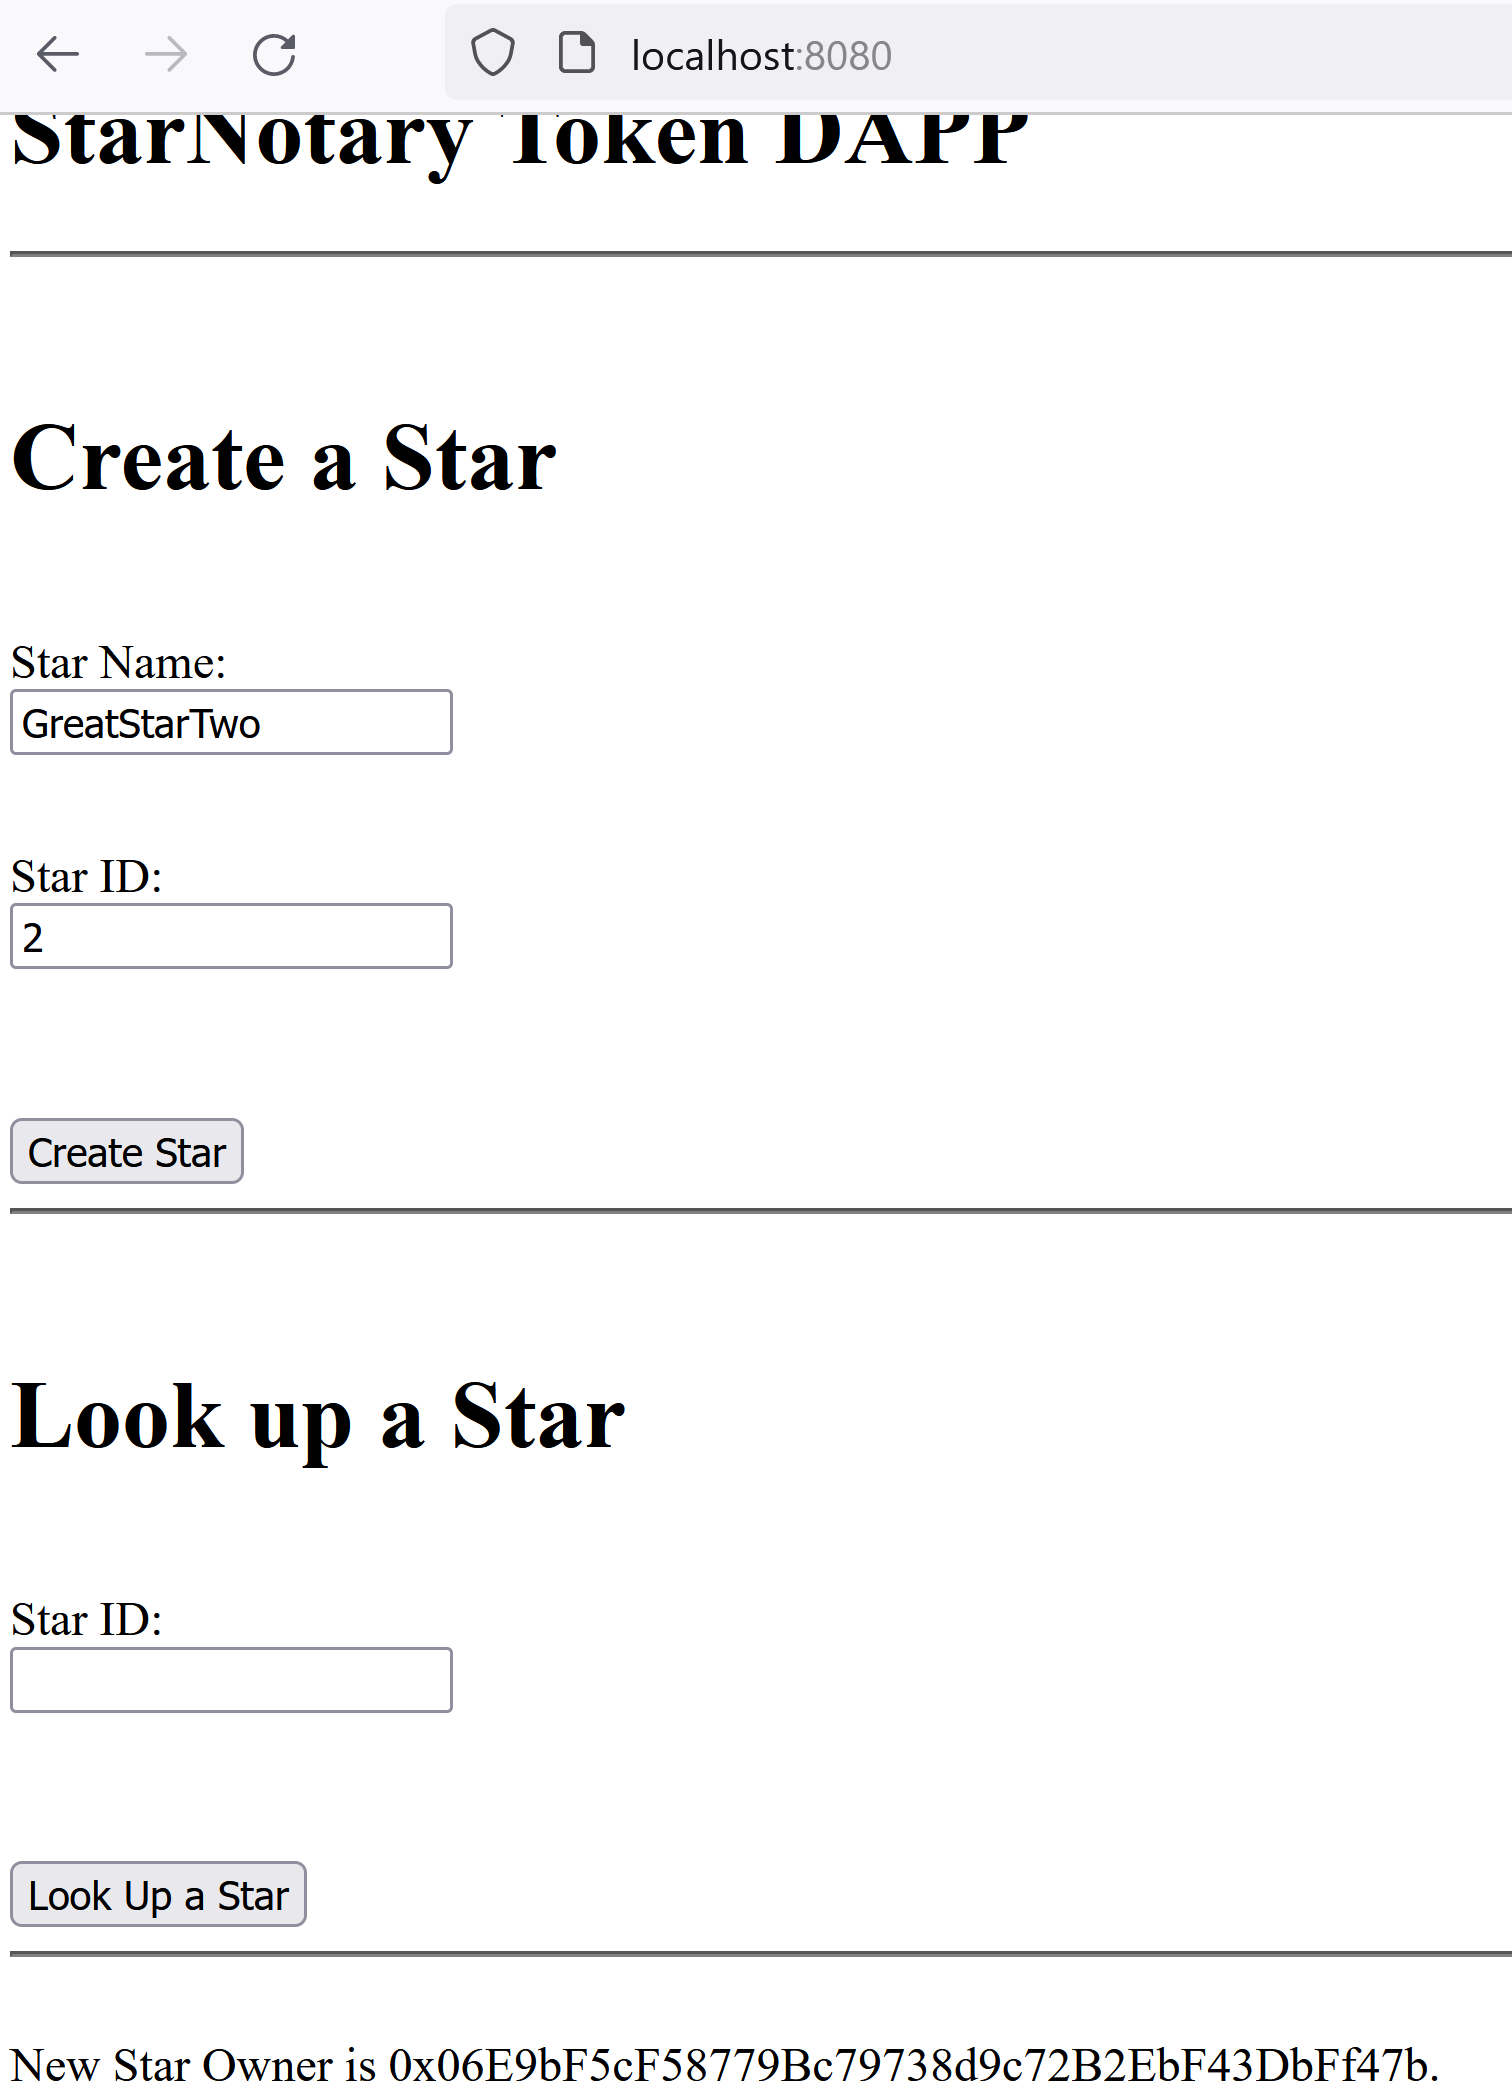 localhost:8080
StarNotary Token DAPP
Create a Star
Star Name:
GreatStarTwo
Star ID:
2
Create Star
Look up a Star
Star ID:
Look Up a Star
New Star Owner is 0x06E9bF5cF58779Bc79738d9c72B2EbF43DbFf47b.